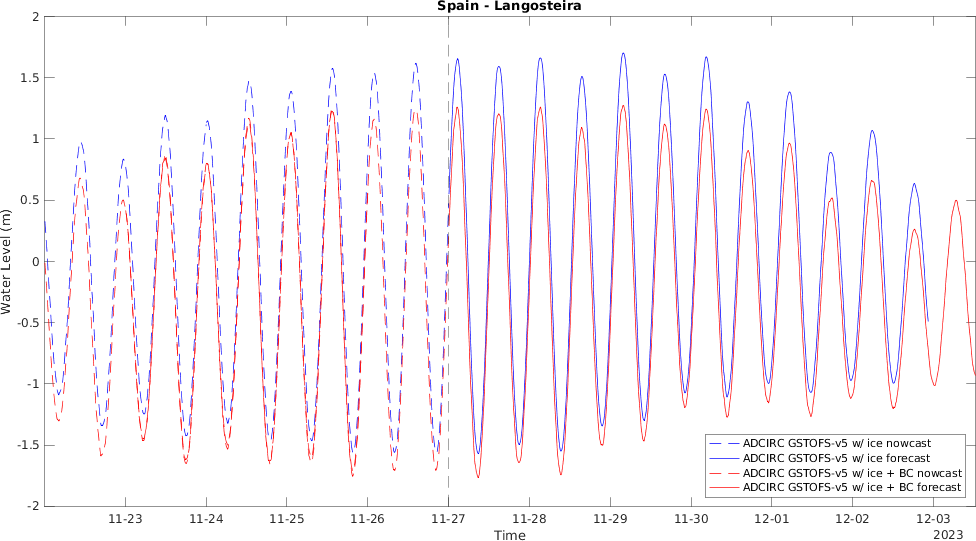 Spain - Langosteira
2
1.5
1
0.5
0
-0.5
-1
-1.5
-2
Water Level (m)
ADCIRC GSTOFS-v5 w/ ice nowcast
ADCIRC GSTOFS-v5 w/ ice forecast
ADCIRC GSTOFS-v5 w/ ice + BC nowcast
ADCIRC GSTOFS-v5 w/ ice + BC forecast
11-23 11-24 11-25 11-26 11-27 11-28 11-29 11-30 12-01 12-02 12-03
Time
2023